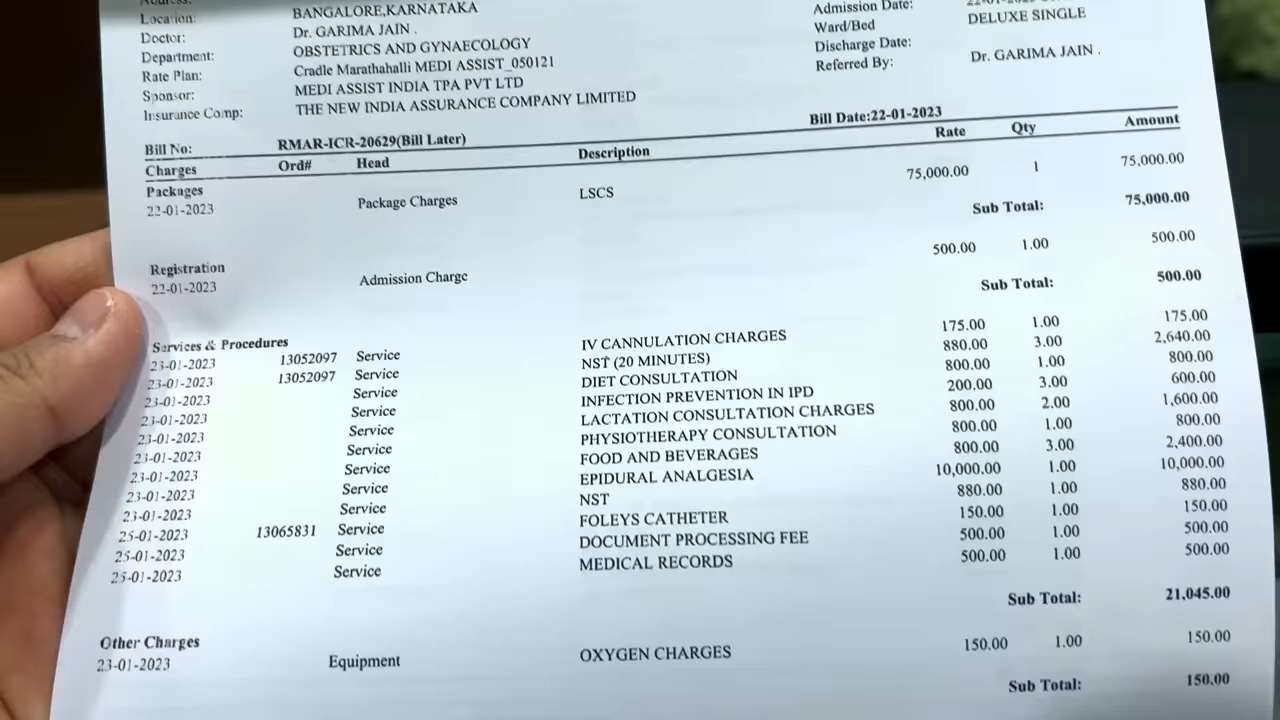 Location: BANGALORE,KARNATAKA Admission Date:
Doctor: Dr. GARIMA JAIN . Ward/Bed DELUXE SINGLE
Department: OBSTETRICS AND GYNAECOLOGY Discharge Date:
Rate Plan: Cradle Marathahalli MEDI ASSIST_050121 Referred By: Dr. GARIMA JAIN .
Sponsor: MEDI ASSIST INDIA TPA PVT LTD
Insurance Comp: THE NEW INDIA ASSURANCE COMPANY LIMITED
Bill No: RMAR-ICR-20629(Bill Later) Bill Date:22-01-2023
Charges Ord# Head Description Rate Qty Amount
Packages
22-01-2023 Package Charges LSCS 75,000.00 1 75,000.00
Sub Total: 75,000.00
Registration
22-01-2023 Admission Charge 500.00 1.00 500.00
Sub Total: 500.00
Services & Procedures
23-01-2023 13052097 Service IV CANNULATION CHARGES 175.00 1.00 175.00
23-01-2023 13052097 Service NST (20 MINUTES) 880.00 3.00 2,640.00
23-01-2023 Service DIET CONSULTATION 800.00 1.00 800.00
23-01-2023 Service INFECTION PREVENTION IN IPD 200.00 3.00 600.00
23-01-2023 Service LACTATION CONSULTATION CHARGES 800.00 2.00 1,600.00
23-01-2023 Service PHYSIOTHERAPY CONSULTATION 800.00 1.00 800.00
23-01-2023 Service FOOD AND BEVERAGES 800.00 3.00 2,400.00
23-01-2023 Service EPIDURAL ANALGESIA 10,000.00 1.00 10,000.00
23-01-2023 Service NST 880.00 1.00 880.00
25-01-2023 13065831 Service FOLEYS CATHETER 150.00 1.00 150.00
25-01-2023 Service DOCUMENT PROCESSING FEE 500.00 1.00 500.00
25-01-2023 Service MEDICAL RECORDS 500.00 1.00 500.00
Sub Total: 21,045.00
Other Charges
23-01-2023 Equipment OXYGEN CHARGES 150.00 1.00 150.00
Sub Total: 150.00